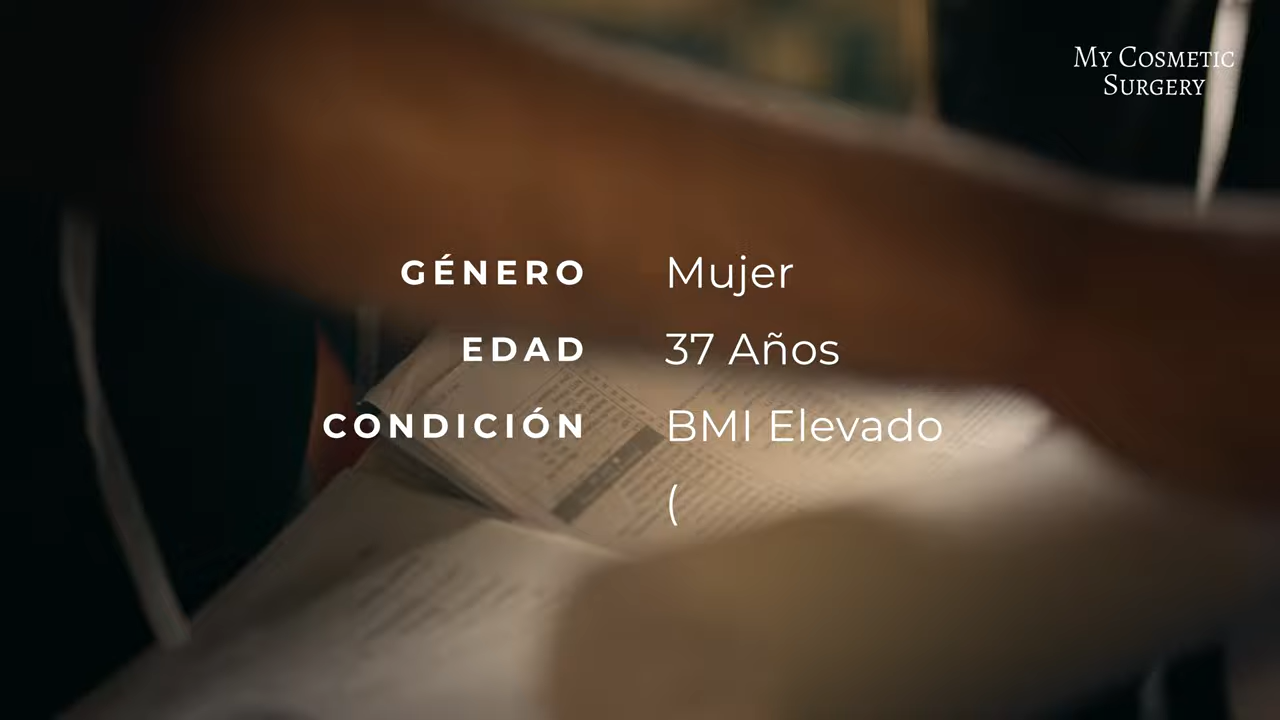 My Cosmetic
Surgery
GÉNERO Mujer
EDAD 37 Años
CONDICIÓN BMI Elevado
(